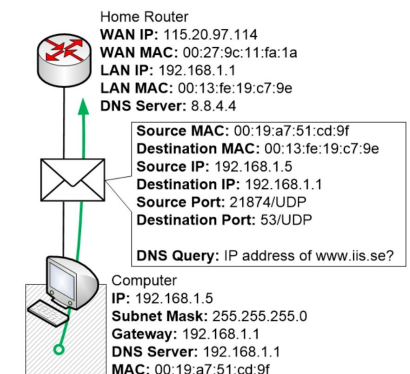 Home Router
WAN IP: 115.20.97.114
WAN MAC: 00:27:9c:11:fa:1a
LAN IP: 192.168.1.1
LAN MAC: 00:13:fe:19:c7:9e
DNS Server: 8.8.4.4
Source MAC: 00:19:a7:51:cd:9f
Destination MAC: 00:13:fe:19:c7:9e
Source IP: 192.168.1.5
Destination IP: 192.168.1.1
Source Port: 21874/UDP
Destination Port: 53/UDP
DNS Query: IP address of www.iis.se?
Computer
IP: 192.168.1.5
Subnet Mask: 255.255.255.0
Gateway: 192.168.1.1
DNS Server: 192.168.1.1
MAC: 00:19:a7:51:cd:9f